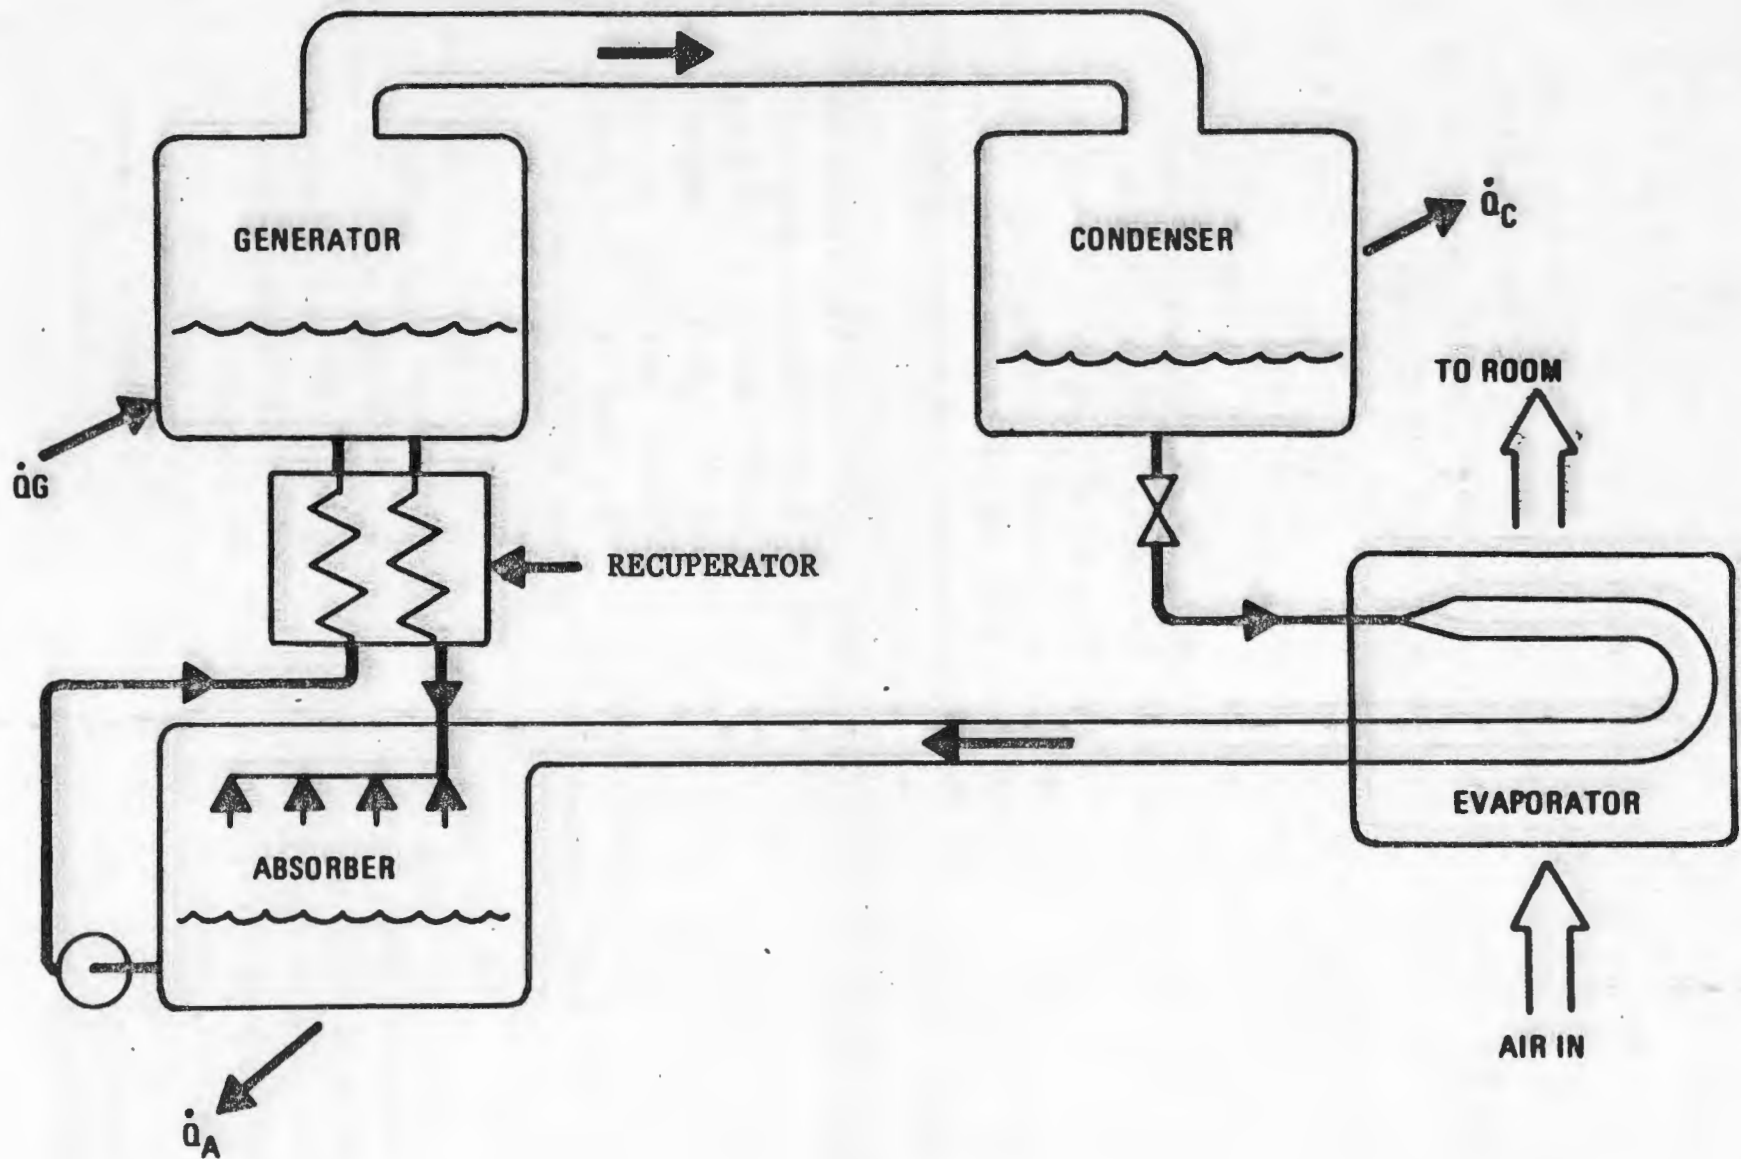 GENERATOR
CONDENSER
Q̇C
TO ROOM
Q̇G
RECUPERATOR
EVAPORATOR
ABSORBER
AIR IN
Q̇A